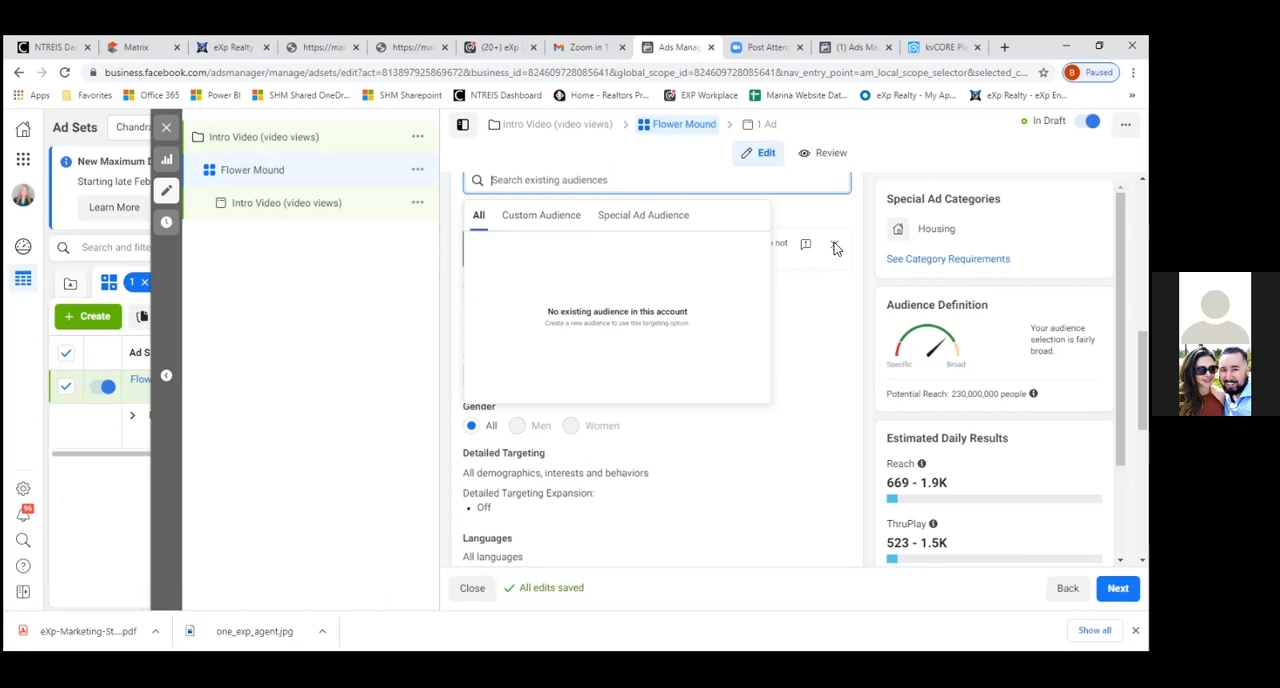 NTREIS Da:
Matrix
eXp Realty
https://mai
https://mai
(20+) eXp l
Zoom in 1
Ads Mana
Post Atten
(1) Ads M
kvCORE Pl
business.facebook.com/adsmanager/manage/adsets/edit?act=813897925869672&business_id=824609728085641&global_scope_id=824609728085641&nav_entry_point=am_local_scope_selector&selected_c...
B Paused
Apps
Favorites
Office 365
Power BI
SHM Shared OneDr...
SHM Sharepoint
NTREIS Dashboard
Home - Realtors Pr...
EXP Workplace
Marina Website Dat...
eXp Realty - My Ap...
eXp Realty - eXp En...
»
Ad Sets
Chandra
New Maximum D
Starting late Feb
Learn More
Search and filte
1
+ Create
Ad S
Flow
96
Intro Video (video views)
Flower Mound
Intro Video (video views)
Intro Video (video views)
Flower Mound
1 Ad
In Draft
Edit
Review
Search existing audiences
All
Custom Audience
Special Ad Audience
not
No existing audience in this account
Create a new audience to use this targeting option.
Gender
All
Men
Women
Detailed Targeting
All demographics, interests and behaviors
Detailed Targeting Expansion:
• Off
Languages
All languages
Special Ad Categories
Housing
See Category Requirements
Audience Definition
Your audience
selection is fairly
broad.
Specific
Broad
Potential Reach: 230,000,000 people
Estimated Daily Results
Reach
669 - 1.9K
ThruPlay
523 - 1.5K
Close
All edits saved
Back
Next
eXp-Marketing-St....pdf
one_exp_agent.jpg
Show all